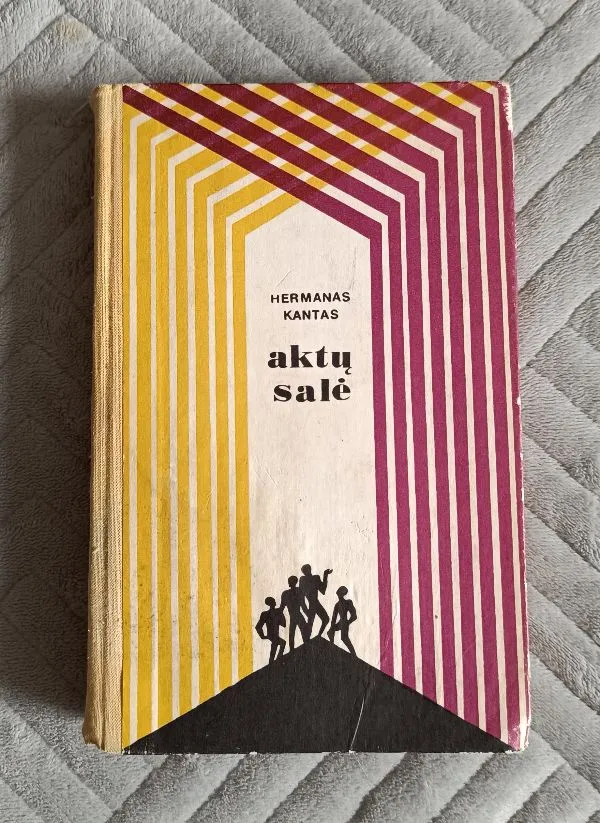 HERMANAS
KANTAS
aktų
salė